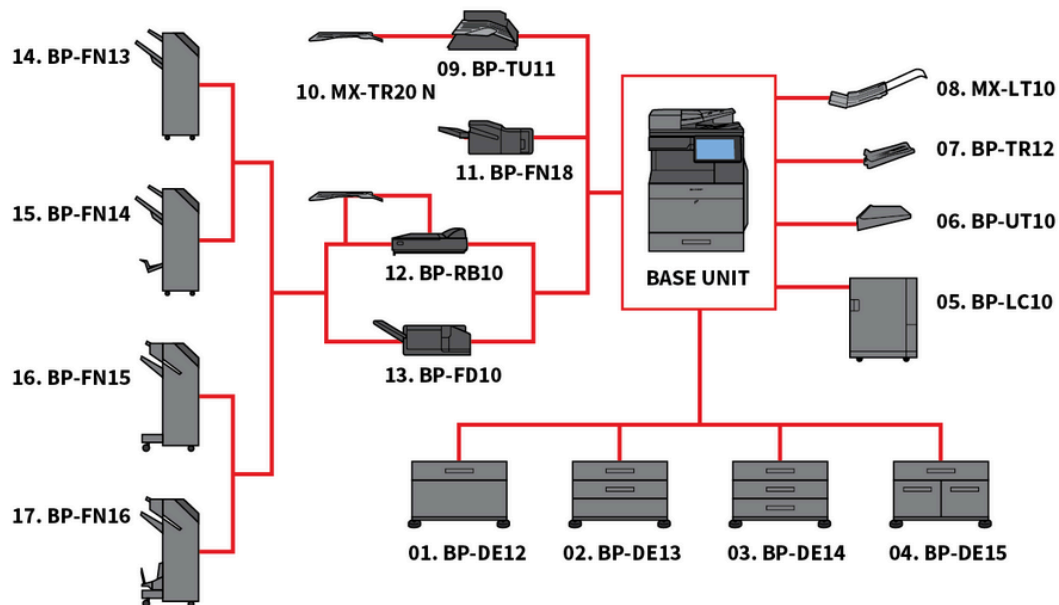 14. BP-FN13
10. MX-TR20 N
09. BP-TU11
08. MX-LT10
11. BP-FN18
07. BP-TR12
15. BP-FN14
06. BP-UT10
12. BP-RB10
BASE UNIT
05. BP-LC10
16. BP-FN15
13. BP-FD10
17. BP-FN16
01. BP-DE12
02. BP-DE13
03. BP-DE14
04. BP-DE15